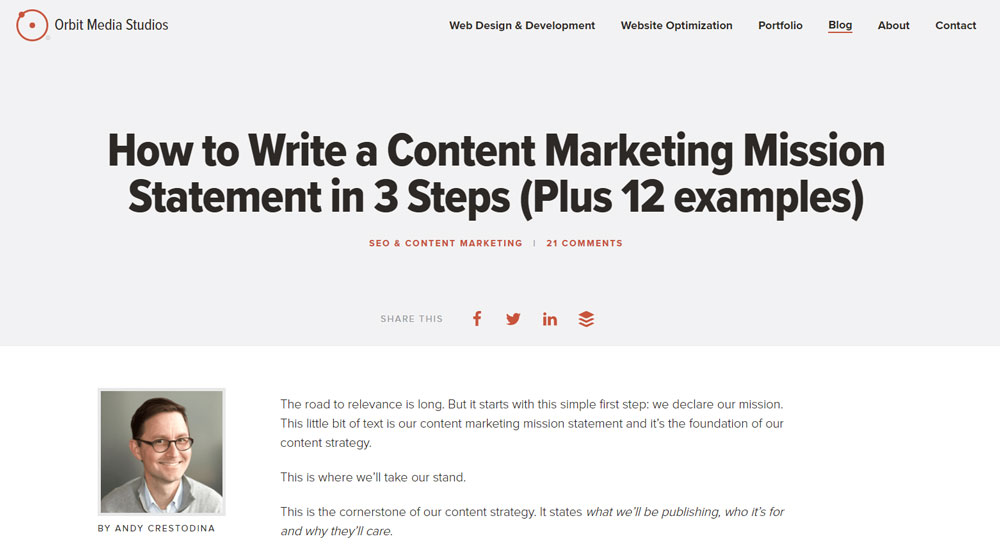 Orbit Media Studios
Web Design & Development Website Optimization Portfolio Blog About Contact
How to Write a Content Marketing Mission
Statement in 3 Steps (Plus 12 examples)
SEO & CONTENT MARKETING | 21 COMMENTS
SHARE THIS
The road to relevance is long. But it starts with this simple first step: we declare our mission.
This little bit of text is our content marketing mission statement and it’s the foundation of our
content strategy.
This is where we’ll take our stand.
This is the cornerstone of our content strategy. It states what we’ll be publishing, who it’s for
and why they’ll care.
BY ANDY CRESTODINA